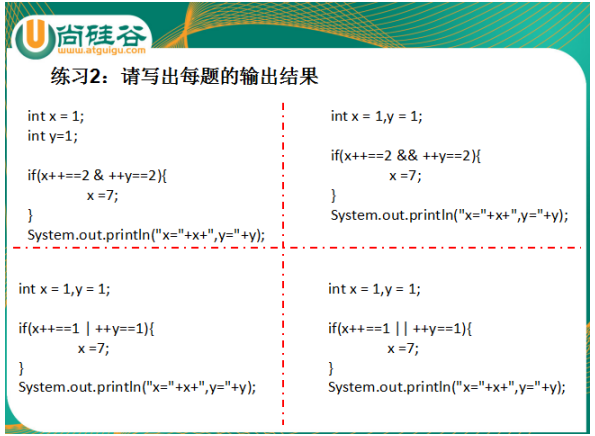 尚硅谷
www.atguigu.com
练习2：请写出每题的输出结果
int x = 1;
int y=1;
if(x++==2 & ++y==2){
x =7;
}
System.out.println("x="+x+",y="+y);
int x = 1,y = 1;
if(x++==2 && ++y==2){
x =7;
}
System.out.println("x="+x+",y="+y);
int x = 1,y = 1;
if(x++==1 | ++y==1){
x =7;
}
System.out.println("x="+x+",y="+y);
int x = 1,y = 1;
if(x++==1 || ++y==1){
x =7;
}
System.out.println("x="+x+",y="+y);